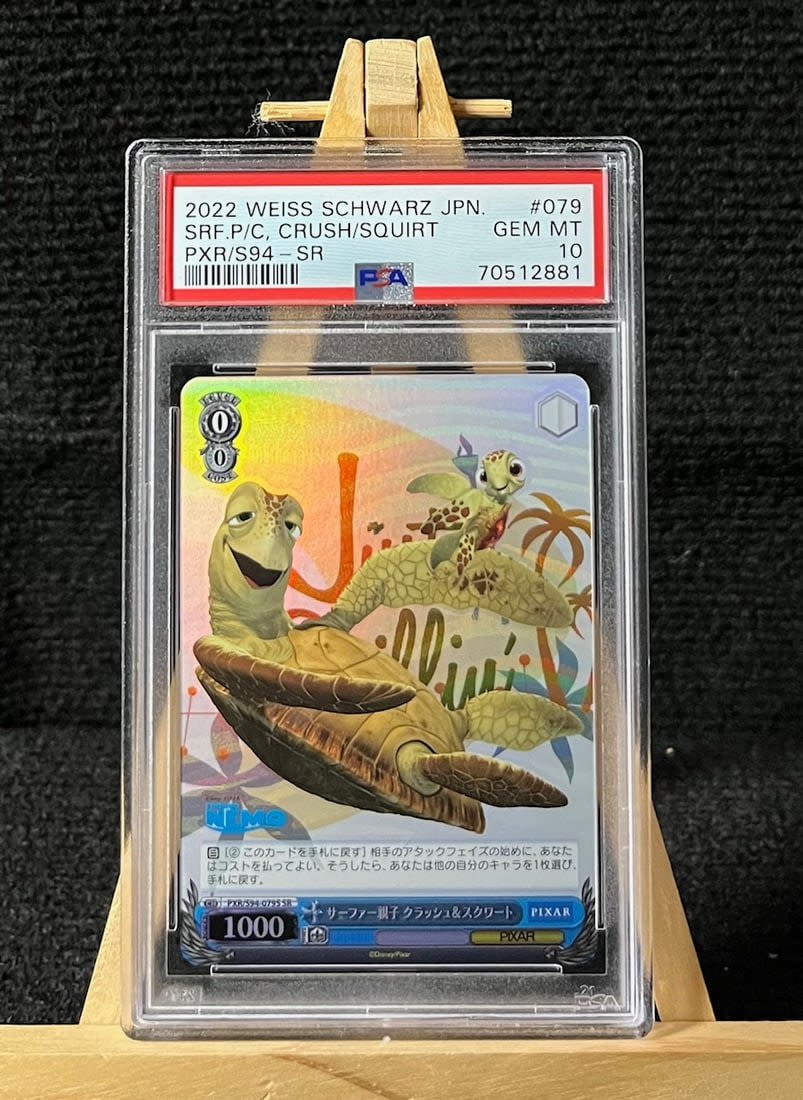 2022 WEISS SCHWARZ JPN. #079
SRF.P/C, CRUSH/SQUIRT GEM MT
PXR/S94-SR 10
PSA 70512881
LEVEL
0
0
COST
Just
Chillin'
Disney·PIXAR
NEMO
自 [② このカードを手札に戻す] 相手のアタックフェイズの始めに、あなた
はコストを払ってよい。そうしたら、あなたは他の自分のキャラを1枚選び、
手札に戻す。
PXR/S94-079S SR
サーファー親子 クラッシュ&スクワート PIXAR
1000 PIXAR
©Disney/Pixar